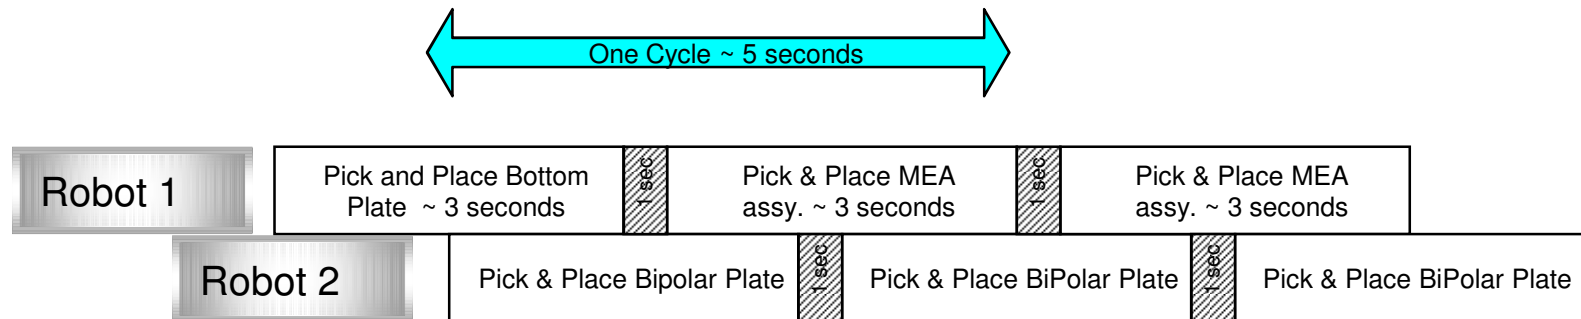 One Cycle ~ 5 seconds
Robot 1
Pick and Place Bottom
Plate ~ 3 seconds
1 sec
Pick & Place MEA
assy. ~ 3 seconds
1 sec
Pick & Place MEA
assy. ~ 3 seconds
Robot 2
Pick & Place Bipolar Plate
1 sec
Pick & Place BiPolar Plate
1 sec
Pick & Place BiPolar Plate